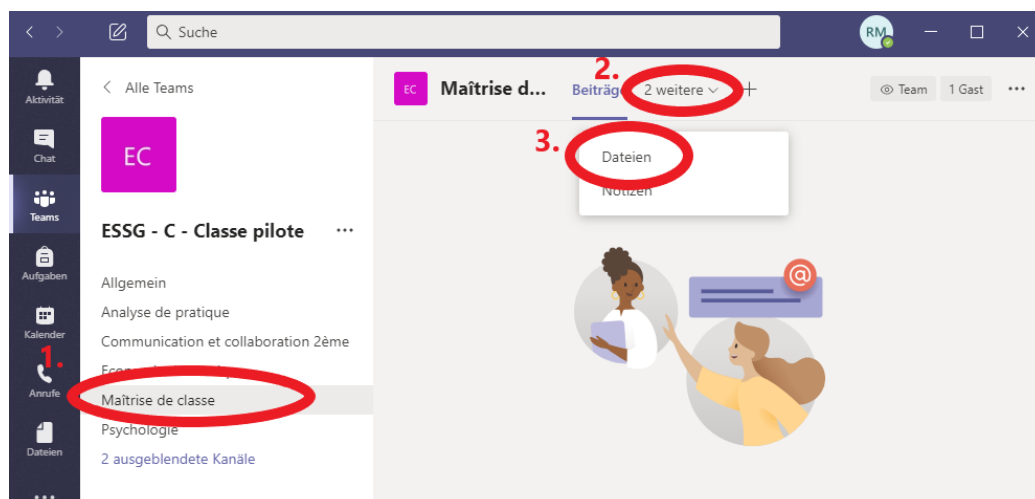 Suche
RM
Aktivität
Chat
Teams
Aufgaben
Kalender
1.
Anrufe
Dateien
Alle Teams
EC
ESSG - C - Classe pilote
Allgemein
Analyse de pratique
Communication et collaboration 2ème
Maîtrise de classe
Psychologie
2 ausgeblendete Kanäle
EC Maîtrise d... Beiträge 2 weitere
2.
Team 1 Gast
3.
Dateien
Notizen
@